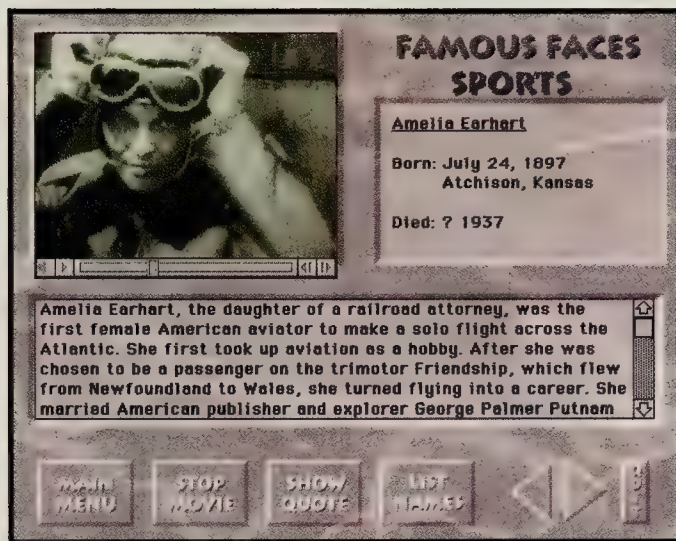 FAMOUS FACES
SPORTS
Amelia Earhart
Born: July 24, 1897
Atchison, Kansas
Died: ? 1937
Amelia Earhart, the daughter of a railroad attorney, was the
first female American aviator to make a solo flight across the
Atlantic. She first took up aviation as a hobby. After she was
chosen to be a passenger on the trimotor Friendship, which flew
from Newfoundland to Wales, she turned flying into a career. She
married American publisher and explorer George Palmer Putnam
MAIN
MENU
STOP
MOVIE
SHOW
QUOTE
LIST
NAMES